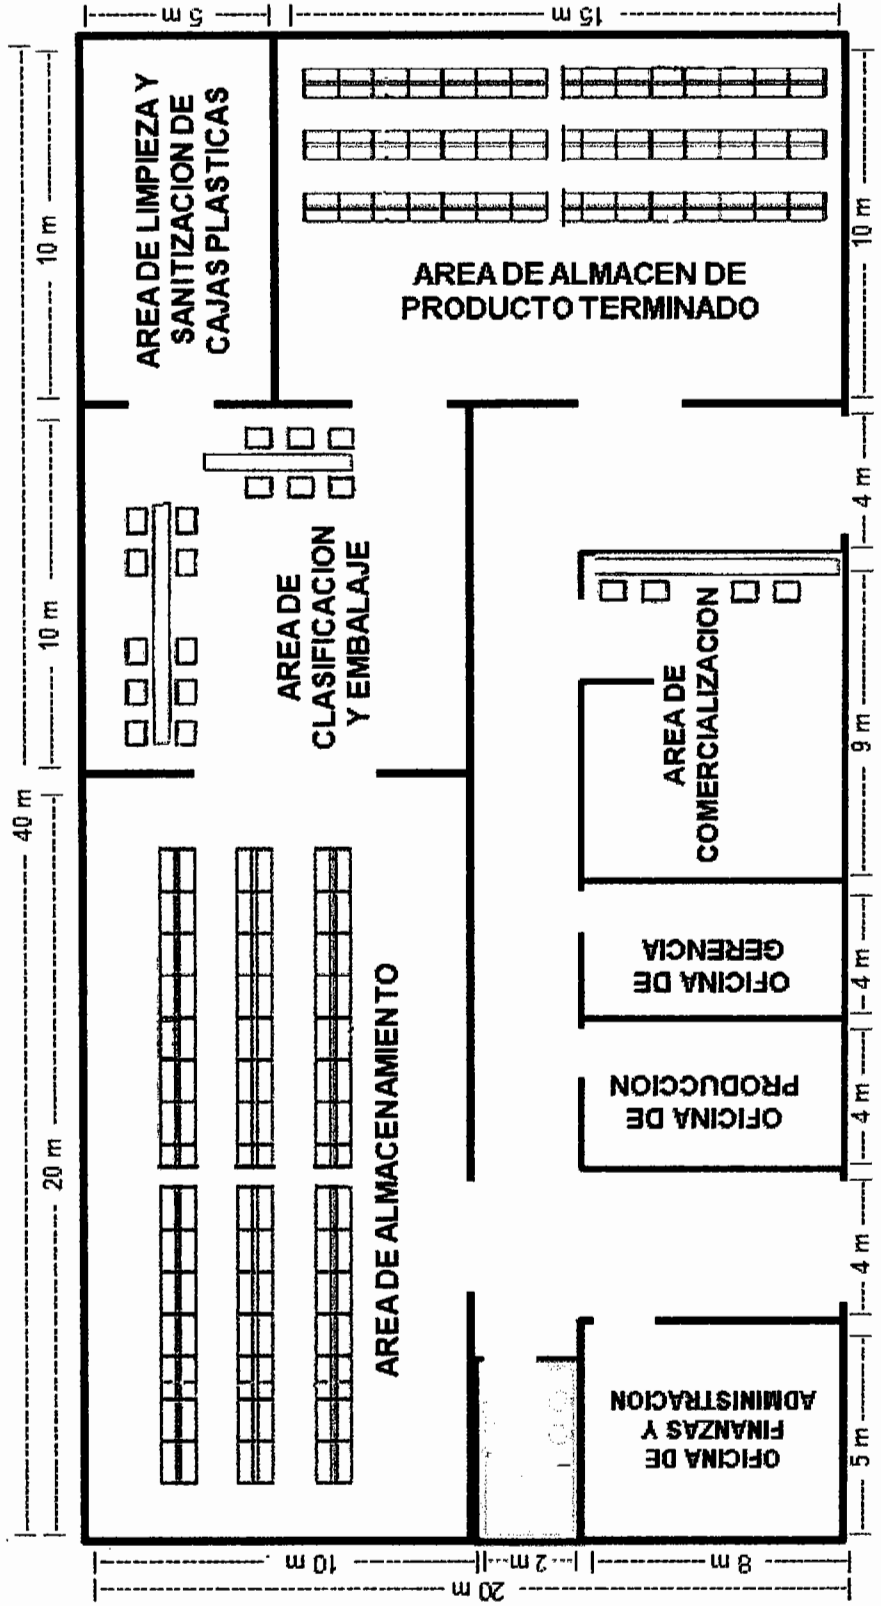 5 m
15 m
40 m
10 m
10 m
20 m
AREA DE LIMPIEZA Y
SANITIZACION DE
CAJAS PLASTICAS
AREA DE ALMACEN DE
PRODUCTO TERMINADO
10 m
AREA DE
CLASIFICACION
Y EMBALAJE
4 m
AREA DE
COMERCIALIZACION
9 m
AREA DE ALMACENAMIENTO
OFICINA DE
GERENCIA
4 m
OFICINA DE
PRODUCCION
4 m
4 m
OFICINA DE
FINANZAS Y
ADMINISTRACION
5 m
10 m
2 m
8 m
20 m